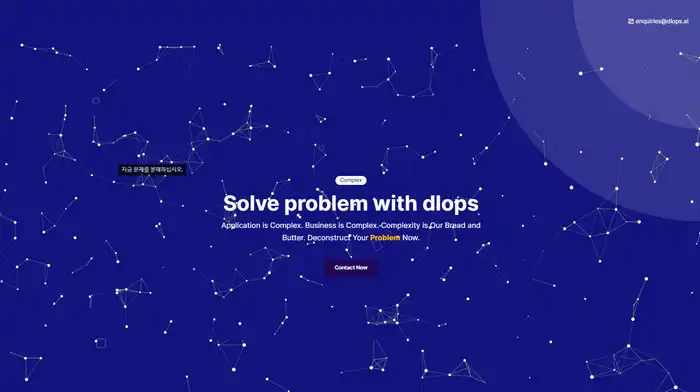 enquiries@dlops.ai
지금 문제를 분해하십시오.
Complex
Solve problem with dlops
Application is Complex. Business is Complex. Complexity is Our Bread and
Butter. Deconstruct Your Problem Now.
Contact Now